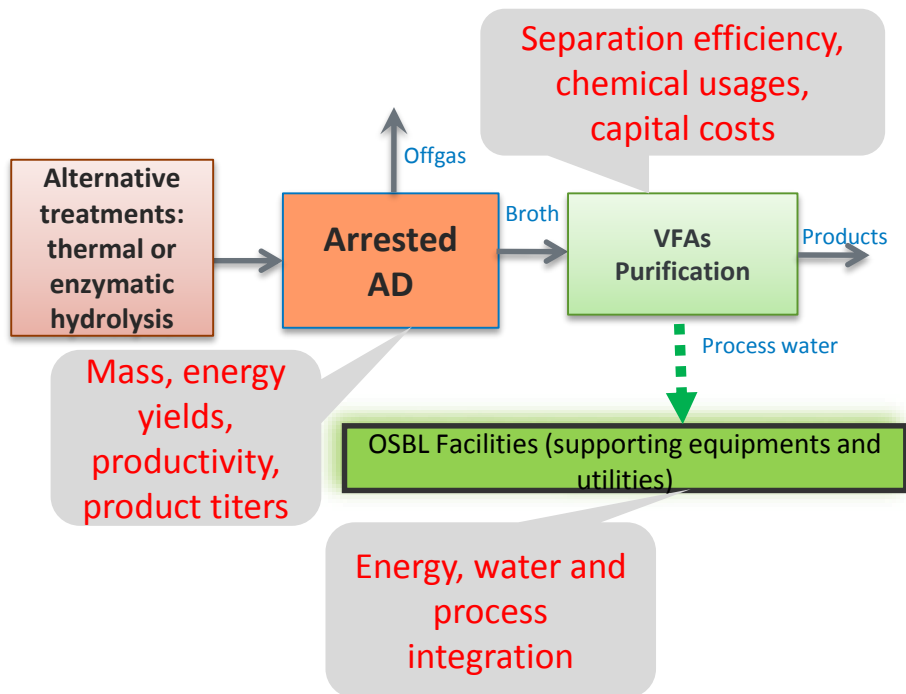 Separation efficiency,
chemical usages,
capital costs
Offgas
Alternative
treatments:
thermal or
enzymatic
hydrolysis
Arrested
AD
Broth
VFAs
Purification
Products
Process water
Mass, energy
yields,
productivity,
product titers
OSBL Facilities (supporting equipments and
utilities)
Energy, water and
process
integration